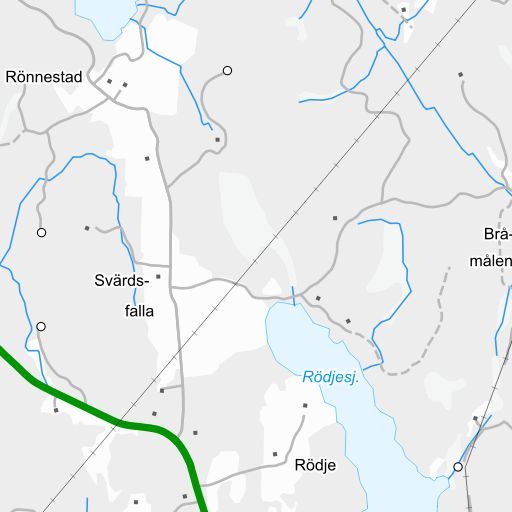 Rönnestad
Brå-
målen
Svärds-
falla
Rödjesj.
Rödje